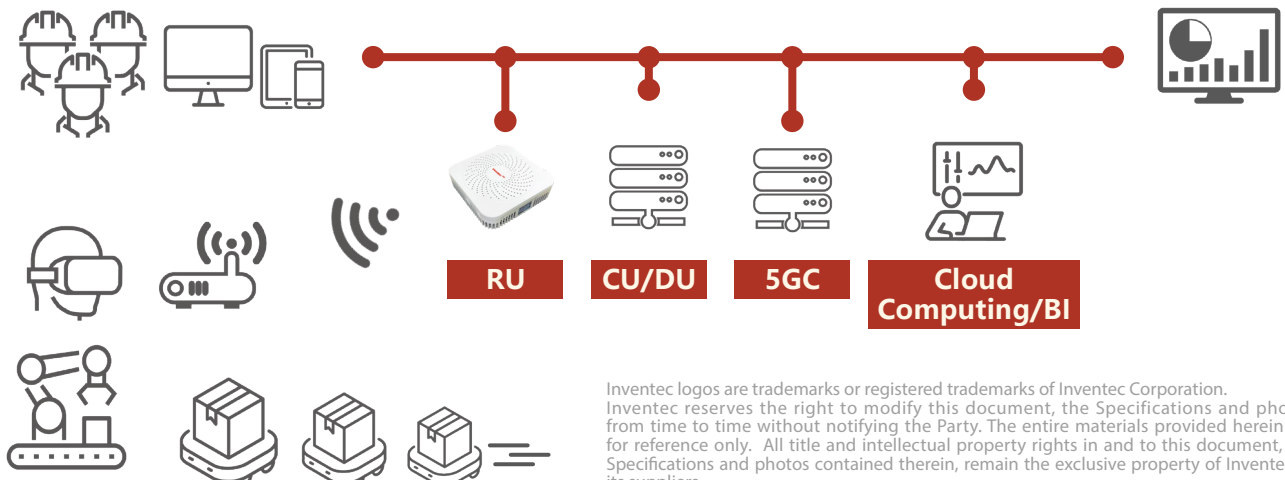 RU
CU/DU
5GC
Cloud
Computing/BI
Inventec logos are trademarks or registered trademarks of Inventec Corporation.
Inventec reserves the right to modify this document, the Specifications and pho
from time to time without notifying the Party. The entire materials provided herein
for reference only. All title and intellectual property rights in and to this document,
Specifications and photos contained therein, remain the exclusive property of Invente
its suppliers